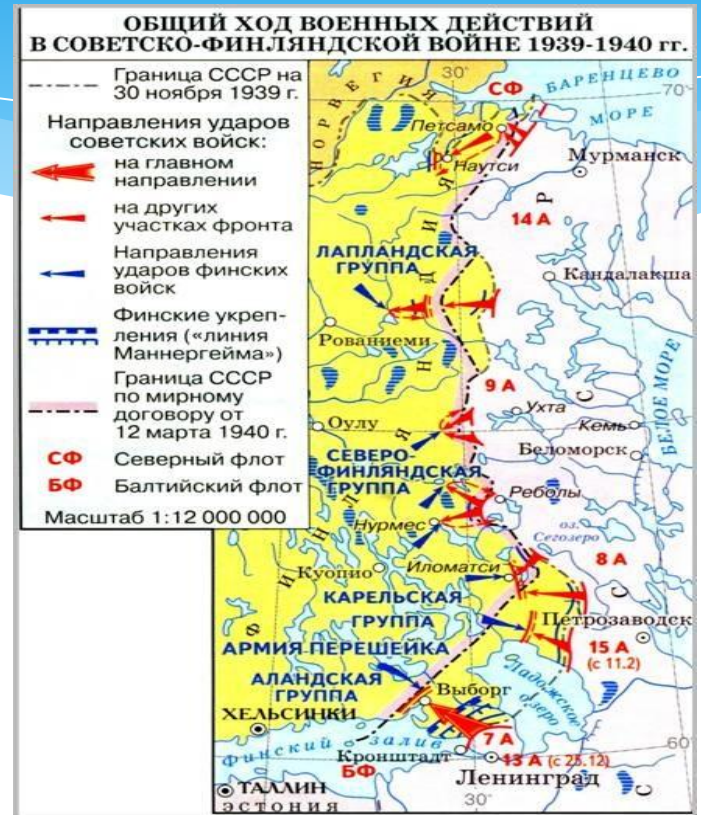 ОБЩИЙ ХОД ВОЕННЫХ ДЕЙСТВИЙ
В СОВЕТСКО-ФИНЛЯНДСКОЙ ВОЙНЕ 1939-1940 гг.
Граница СССР на
30 ноября 1939 г.
Направления ударов
советских войск:
на главном
направлении
на других
участках фронта
Направления
ударов финских
войск
Финские укреп-
ления («линия
Маннергейма»)
Граница СССР
по мирному
договору от
12 марта 1940 г.
СФ Северный флот
БФ Балтийский флот
Масштаб 1:12 000 000
НОРВЕГИЯ
30°
СФ
БАРЕНЦЕВО
МОРЕ
70°
Петсамо
Наутси
Мурманск
14 А
ЛАПЛАНДСКАЯ
ГРУППА
Кандалакша
Рованиеми
9 А
Ухта
Оулу
Кемь
БЕЛОЕ МОРЕ
Беломорск
СЕВЕРО-
ФИНЛЯНДСКАЯ
ГРУППА
Реболы
Нурмес
оз.
Сегозеро
Иломатси
8 А
Куопио
КАРЕЛЬСКАЯ
ГРУППА
Петрозаводск
АРМИЯ ПЕРЕШЕЙКА
15 А
(с 11.2)
АЛАНДСКАЯ
ГРУППА
Выборг
Ладожское
озеро
ХЕЛЬСИНКИ
7 А
Финский залив
Кронштадт
13 А (с 25.12)
60°
БФ
Ленинград
ТАЛЛИН
ЭСТОНИЯ
30°
ФИНЛЯНДИЯ
СССР